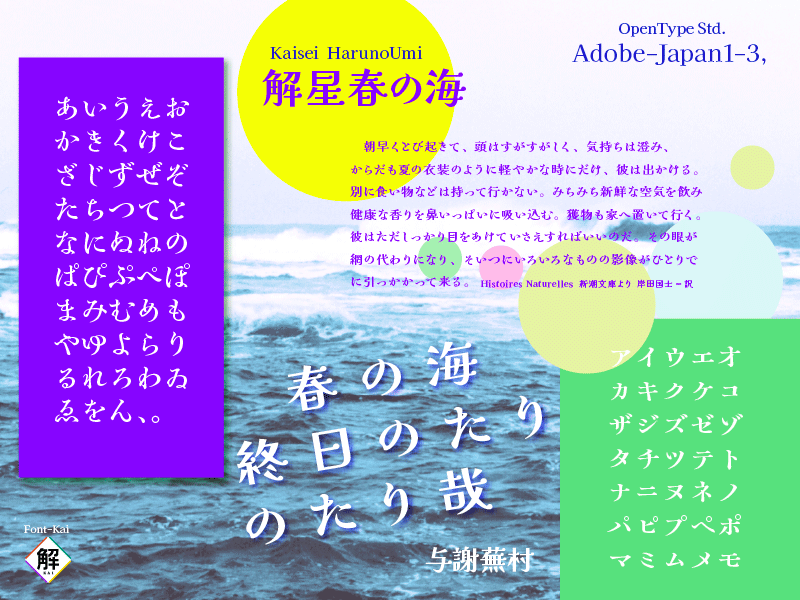 OpenType Std.
Adobe-Japan1-3,
Kaisei HarunoUmi
解星春の海
あいうえお
かきくけこ
ざじずぜぞ
たちつてと
なにぬねの
ぱぴぷぺぽ
まみむめも
やゆよらり
るれろわゐ
ゑをん、。
朝早くとび起きて、頭はすがすがしく、気持ちは澄み、
からだも夏の衣装のように軽やかな時にだけ、彼は出かける。
別に食い物などは持って行かない。みちみち新鮮な空気を飲み
健康な香りを鼻いっぱいに吸い込む。獲物も家へ置いて行く。
彼はただしっかり目をあけていさえすればいいのだ。その眼が
網の代わりになり、そいつにいろいろなものの影像がひとりで
に引っかかって来る。 Histoires Naturelles 新潮文庫より 岸田国士=訳
春の海
終日のたり
のたり哉
与謝蕪村
アイウエオ
カキクケコ
ザジズゼゾ
タチツテト
ナニヌネノ
パピプペポ
マミムメモ
Font-Kai
解
KAI